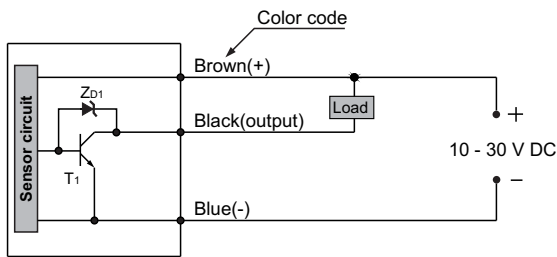 Color code
Brown(+)
ZD1
Load
+
Sensor circuit
Black(output)
10 - 30 V DC
T1
−
Blue(-)